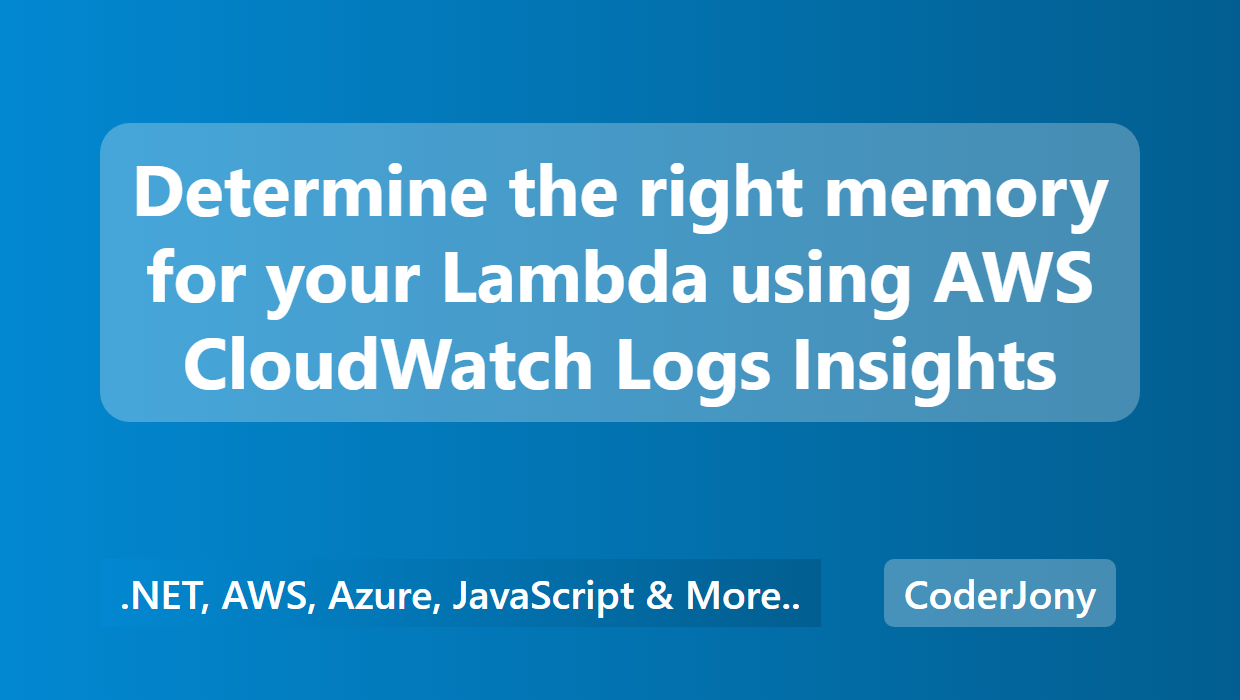 Determine the right memory
for your Lambda using AWS
CloudWatch Logs Insights
.NET, AWS, Azure, JavaScript & More..
CoderJony